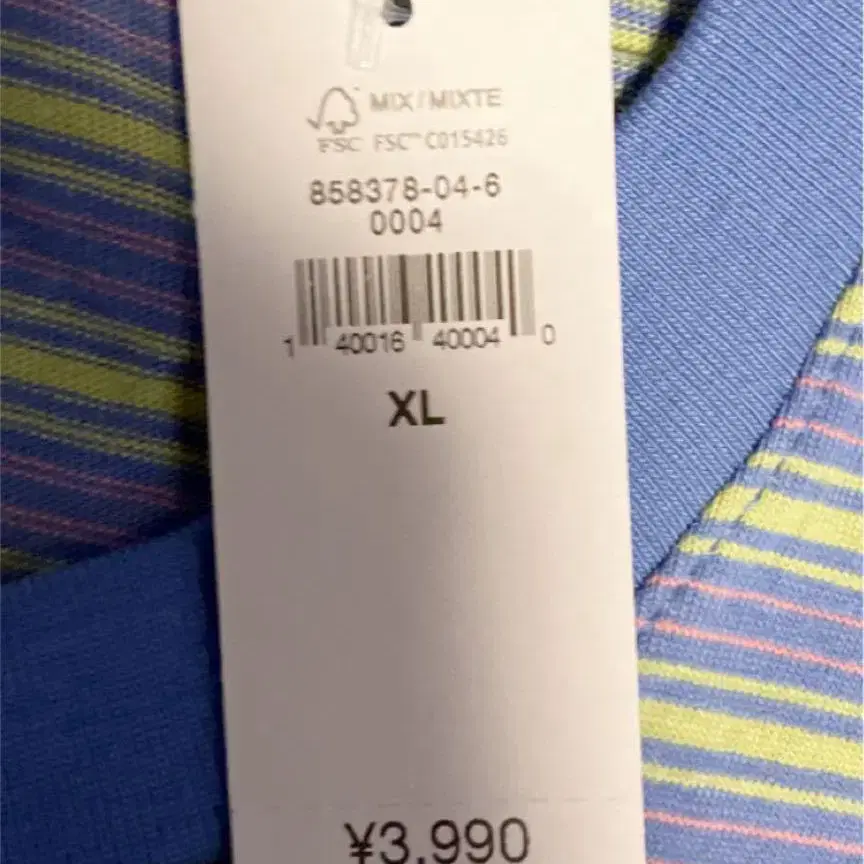 MIX/MIXTE
FSC FSC™ C015426
858378-04-6
0004
1 40016 40004 0
XL
¥3,990